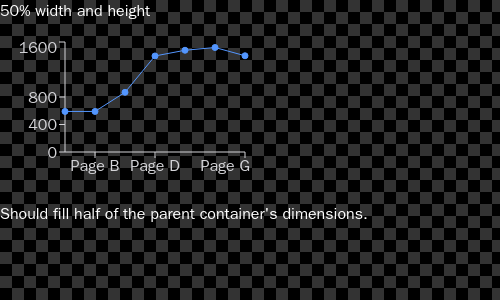 50% width and height
1600
800
400
0
Page B Page D Page G
Should fill half of the parent container's dimensions.